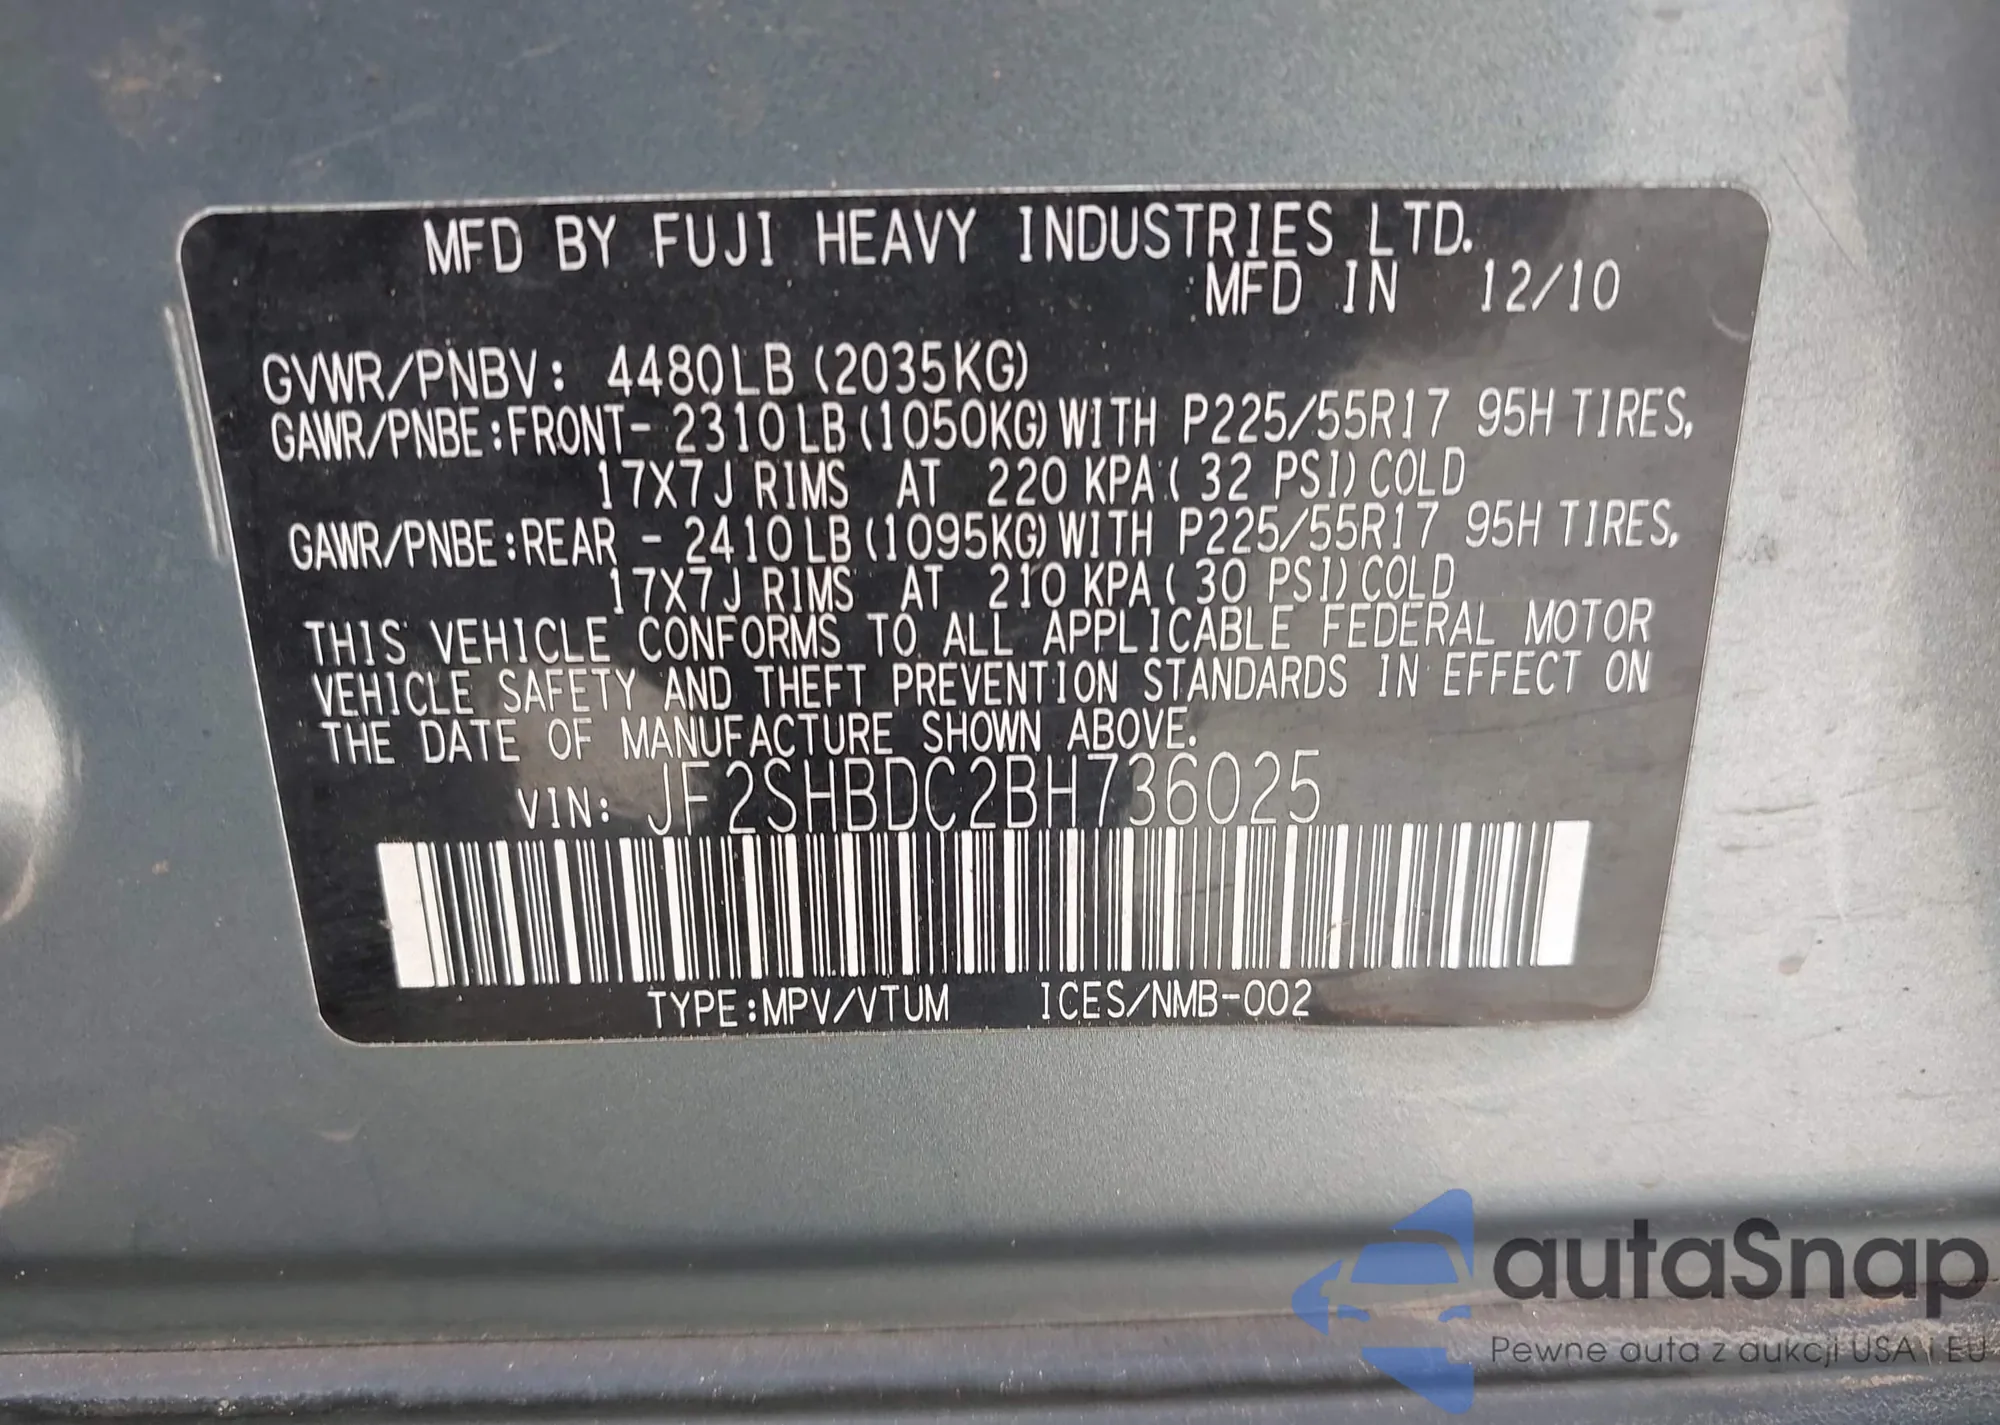 MFD BY FUJI HEAVY INDUSTRIES LTD.
MFD IN 12/10
GVWR/PNBV: 4480LB (2035KG)
GAWR/PNBE:FRONT- 2310LB(1050KG)WITH P225/55R17 95H TIRES,
17X7J RIMS AT 220 KPA( 32 PSI)COLD
GAWR/PNBE:REAR - 2410LB(1095KG)WITH P225/55R17 95H TIRES,
17X7J RIMS AT 210 KPA( 30 PSI)COLD
THIS VEHICLE CONFORMS TO ALL APPLICABLE FEDERAL MOTOR
VEHICLE SAFETY AND THEFT PREVENTION STANDARDS IN EFFECT ON
THE DATE OF MANUFACTURE SHOWN ABOVE.
VIN: JF2SHBDC2BH736025
TYPE:MPV/VTUM ICES/NMB-002
autaSnap
Pewne auta z aukcji USA i EU